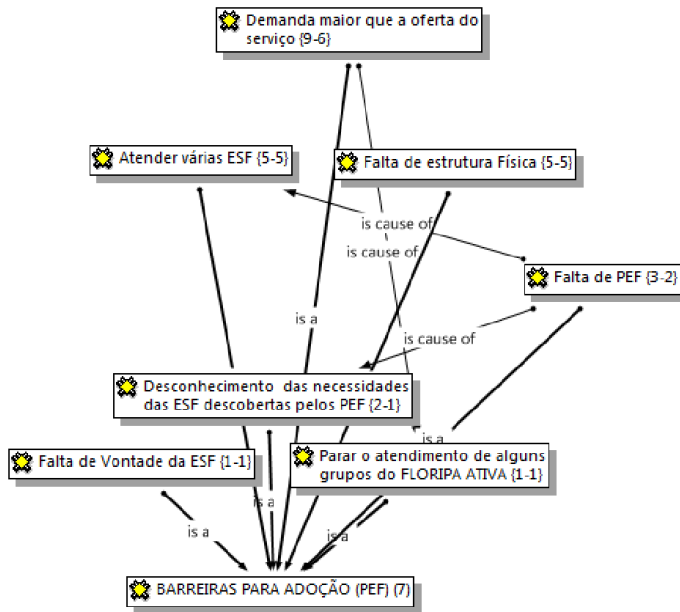 Demanda maior que a oferta do
serviço {9-6}
Atender várias ESF {5-5}
Falta de estrutura Física {5-5}
is cause of
is cause of
Falta de PEF {3-2}
is a
is cause of
Desconhecimento das necessidades
das ESF descobertas pelos PEF {2-1}
is a
Falta de Vontade da ESF {1-1}
Parar o atendimento de alguns
grupos do FLORIPA ATIVA {1-1}
is a
is a
is a
BARREIRAS PARA ADOÇÃO (PEF) (7)